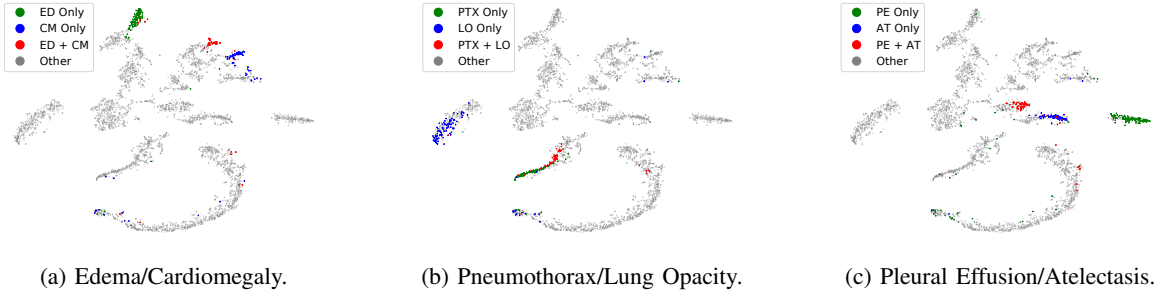 ED Only
CM Only
ED + CM
Other
PTX Only
LO Only
PTX + LO
Other
PE Only
AT Only
PE + AT
Other
(a) Edema/Cardiomegaly.
(b) Pneumothorax/Lung Opacity.
(c) Pleural Effusion/Atelectasis.